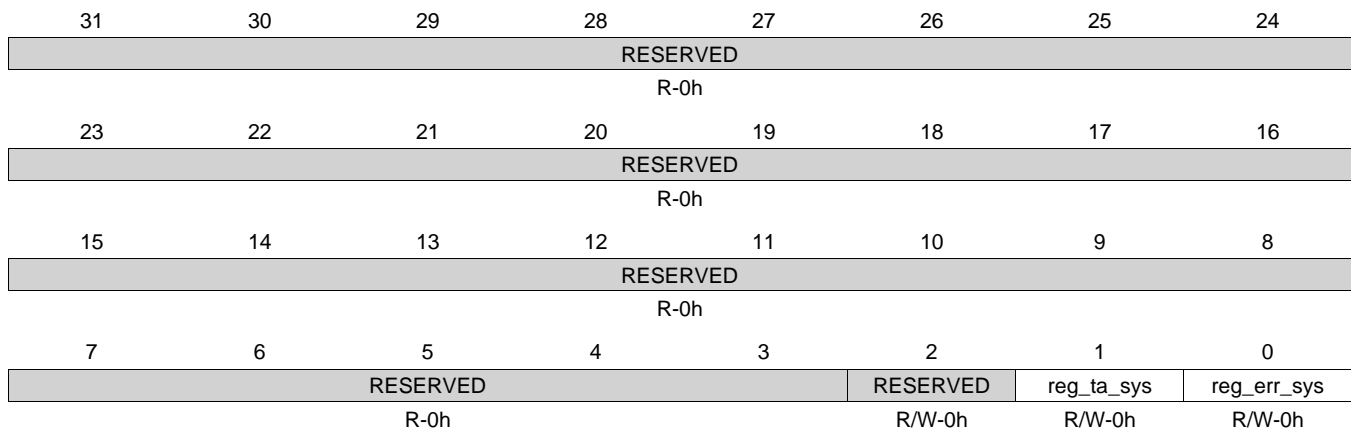 31 30 29 28 27 26 25 24
RESERVED
R-0h
23 22 21 20 19 18 17 16
RESERVED
R-0h
15 14 13 12 11 10 9 8
RESERVED
R-0h
7 6 5 4 3 2 1 0
RESERVED RESERVED reg_ta_sys reg_err_sys
R-0h R/W-0h R/W-0h R/W-0h